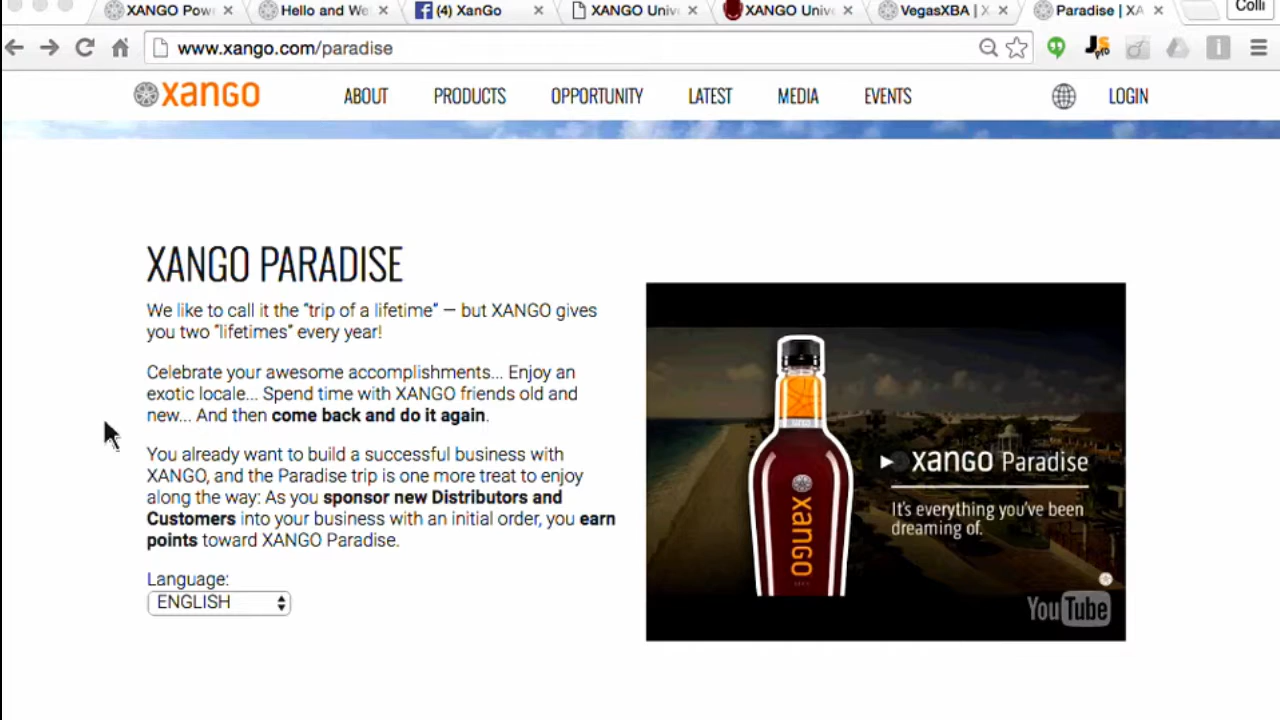 XANGO Pow
Hello and We
(4) XanGo
XANGO Univ
XANGO Univ
VegasXBA | X
Paradise | XA
Colli
www.xango.com/paradise
xango
ABOUT
PRODUCTS
OPPORTUNITY
LATEST
MEDIA
EVENTS
LOGIN
XANGO PARADISE
We like to call it the “trip of a lifetime” — but XANGO gives
you two “lifetimes” every year!
Celebrate your awesome accomplishments... Enjoy an
exotic locale... Spend time with XANGO friends old and
new... And then come back and do it again.
You already want to build a successful business with
XANGO, and the Paradise trip is one more treat to enjoy
along the way: As you sponsor new Distributors and
Customers into your business with an initial order, you earn
points toward XANGO Paradise.
Language:
ENGLISH
xango
xango Paradise
It's everything you've been
dreaming of.
YouTube